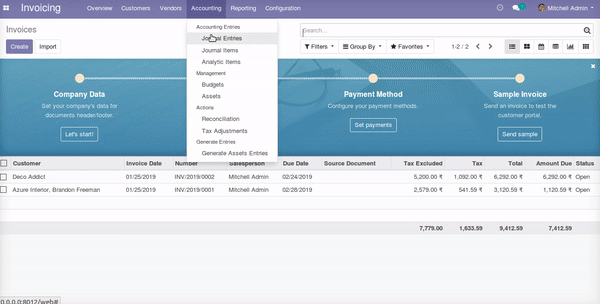 Invoicing Overview Customers Vendors Accounting Reporting Configuration Mitchell Admin
Invoices
Search...
Create Import
Filters Group By Favorites 1-2 / 2
Accounting Entries
Journal Entries
Journal Items
Analytic Items
Management
Budgets
Assets
Actions
Reconciliation
Tax Adjustments
Generate Entries
Generate Assets Entries
Company Data
Set your company's data for
documents header/footer.
Let's start!
Payment Method
Configure your payment methods.
Set payments
Sample Invoice
Send an invoice to test the
customer portal.
Send sample
Customer Invoice Date Number Salesperson Due Date Source Document Tax Excluded Tax Total Amount Due Status
Deco Addict 01/25/2019 INV/2019/0002 Mitchell Admin 02/24/2019 5,200.00 ₹ 1,092.00 ₹ 6,292.00 ₹ 6,292.00 ₹ Open
Azure Interior, Brandon Freeman 01/25/2019 INV/2019/0001 Mitchell Admin 02/28/2019 2,579.00 ₹ 541.59 ₹ 3,120.59 ₹ 1,120.59 ₹ Open
7,779.00 1,633.59 9,412.59 7,412.59
0.0.0.0:8012/web#